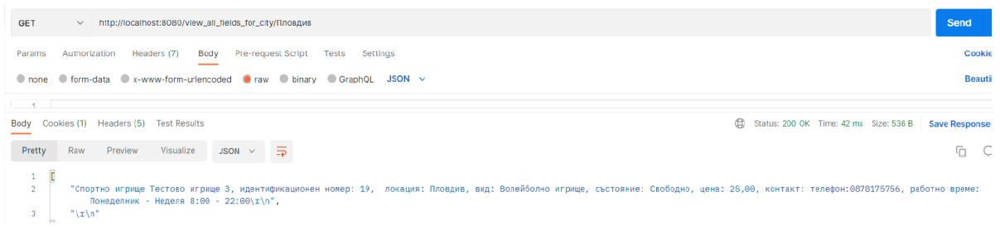 GET http://localhost:8080/view_all_fields_for_city/Пловдив Send
Params Authorization Headers (7) Body Pre-request Script Tests Settings Cookie
none form-data x-www-form-urlencoded raw binary GraphQL JSON Beauti
1
Body Cookies (1) Headers (5) Test Results Status: 200 OK Time: 42 ms Size: 536 B Save Response
Pretty Raw Preview Visualize JSON
1 [
2 "Спортно игрище Тестово игрище 3, идентификационен номер: 19, локация: Пловдив, вид: Волейболно игрище, състояние: Свободно, цена: 25,00, контакт: телефон:0878175756, работно време:
Понеделник - Неделя 8:00 - 22:00\r\n",
3 "\r\n"